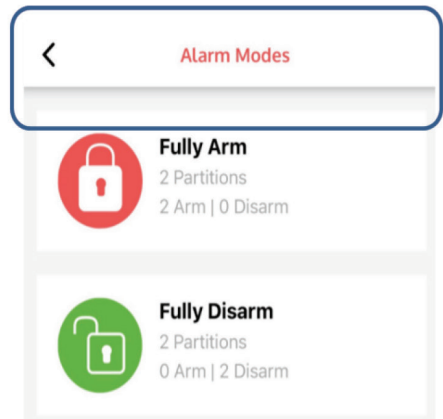 Alarm Modes
Fully Arm
2 Partitions
2 Arm | 0 Disarm
Fully Disarm
2 Partitions
0 Arm | 2 Disarm